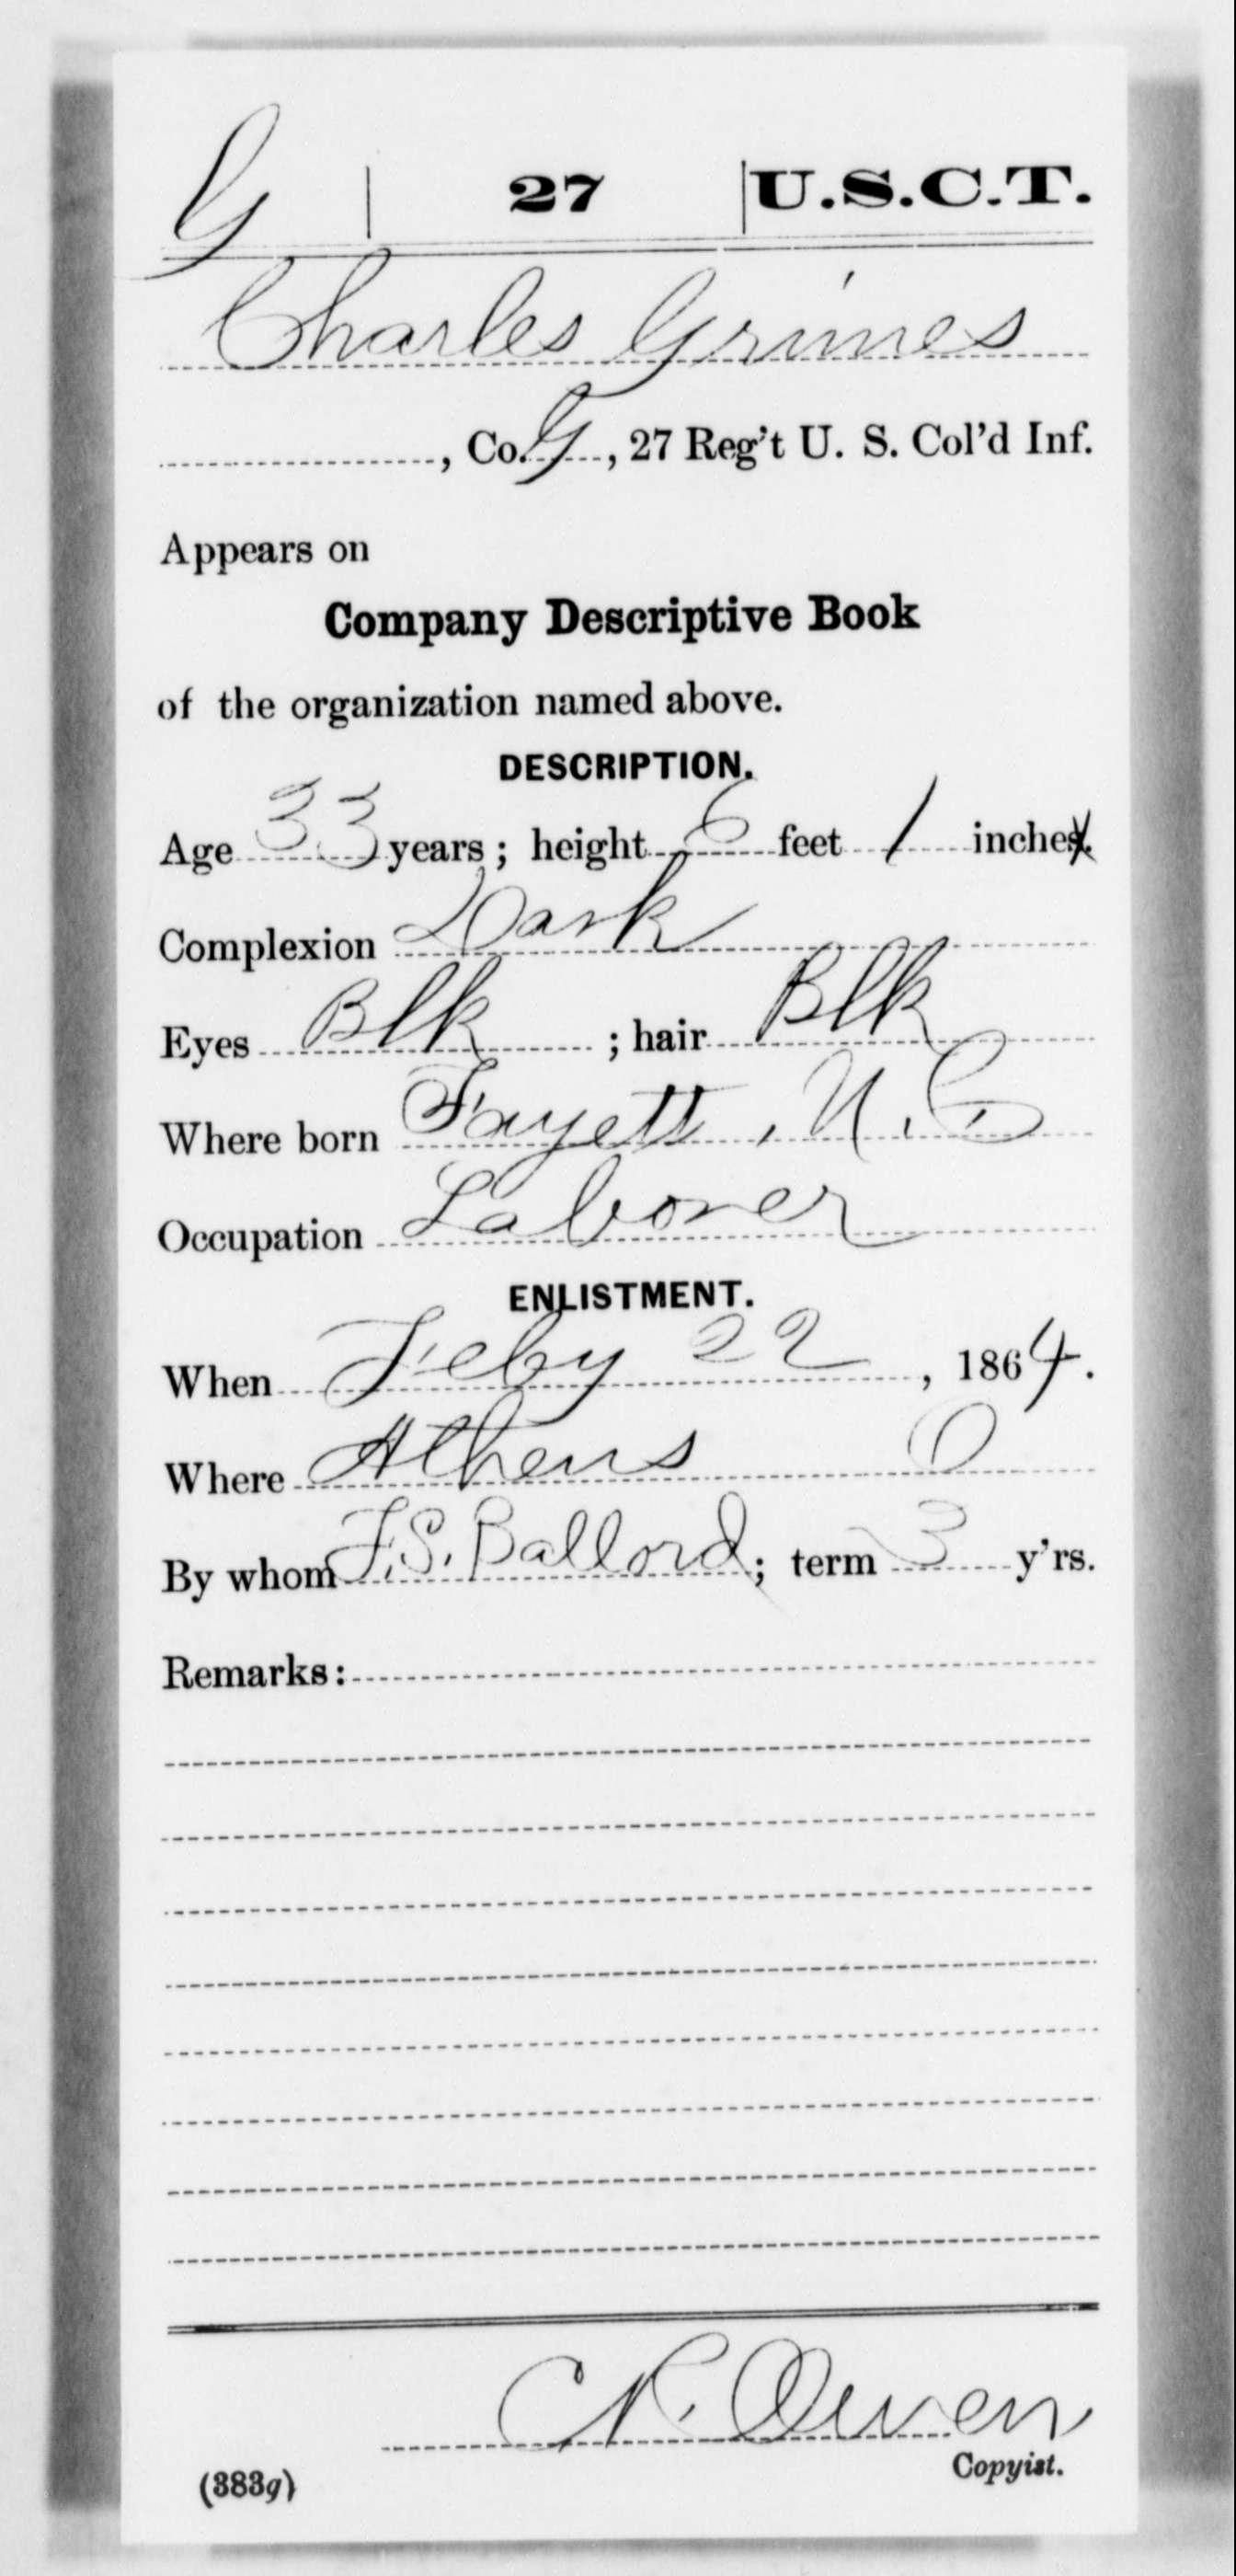 G | 27 | U.S.C.T.
Charles Grimes
, Co. G, 27 Reg't U. S. Col'd Inf.
Appears on
Company Descriptive Book
of the organization named above.
DESCRIPTION.
Age 33 years; height 6 feet 1 inches.
Complexion Dark
Eyes Blk ; hair Blk
Where born Fayett, N.C
Occupation Laborer
ENLISTMENT.
When Feby 22, 1864.
Where Athens O
By whom F.S. Ballord; term 3 y'rs.
Remarks:
Owen
Copyist.
(383g)